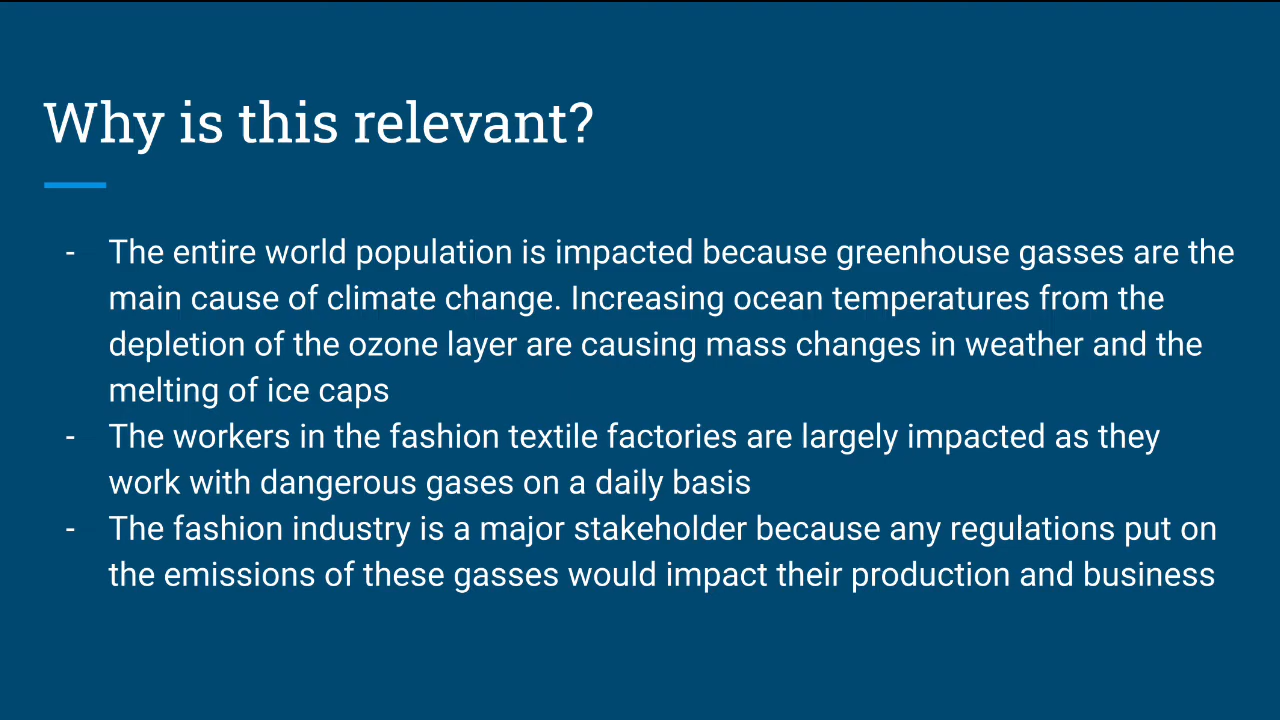 Why is this relevant?
- The entire world population is impacted because greenhouse gasses are the
main cause of climate change. Increasing ocean temperatures from the
depletion of the ozone layer are causing mass changes in weather and the
melting of ice caps
- The workers in the fashion textile factories are largely impacted as they
work with dangerous gases on a daily basis
- The fashion industry is a major stakeholder because any regulations put on
the emissions of these gasses would impact their production and business